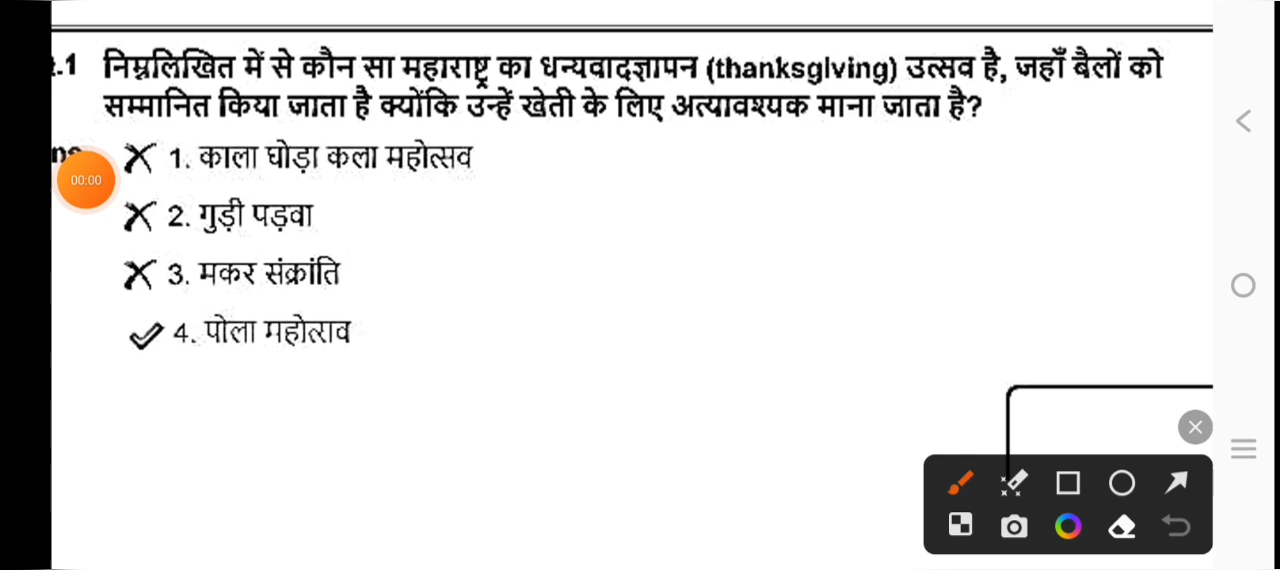 .1 निम्नलिखित में से कौन सा महाराष्ट्र का धन्यवादज्ञापन (thanksgiving) उत्सव है, जहाँ बैलों को
सम्मानित किया जाता है क्योंकि उन्हें खेती के लिए अत्यावश्यक माना जाता है?
1. काला घोड़ा कला महोत्सव
00:00
2. गुड़ी पड़वा
3. मकर संक्रांति
4. पोला महोत्सव